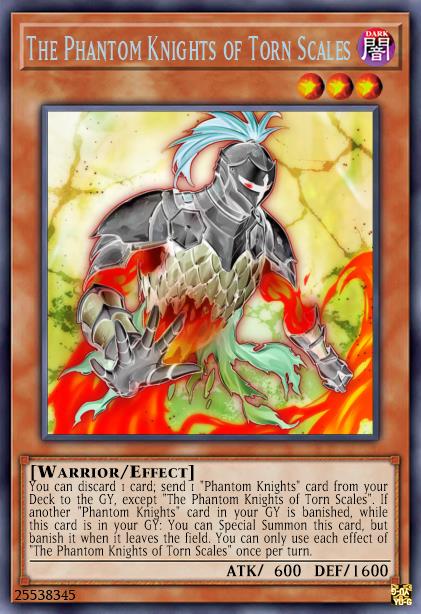 THE PHANTOM KNIGHTS OF TORN SCALES
DARK
闇
[WARRIOR/EFFECT]
You can discard 1 card; send 1 "Phantom Knights" card from your
Deck to the GY, except "The Phantom Knights of Torn Scales". If
another "Phantom Knights" card in your GY is banished, while
this card is in your GY: You can Special Summon this card, but
banish it when it leaves the field. You can only use each effect of
"The Phantom Knights of Torn Scales" once per turn.
ATK/ 600 DEF/1600
25538345